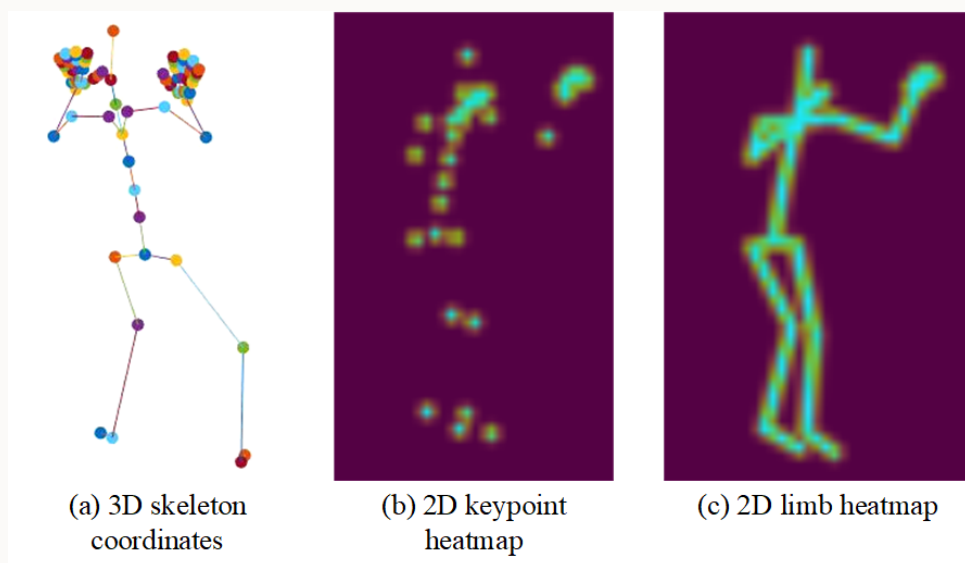 (a) 3D skeleton
coordinates
(b) 2D keypoint
heatmap
(c) 2D limb heatmap